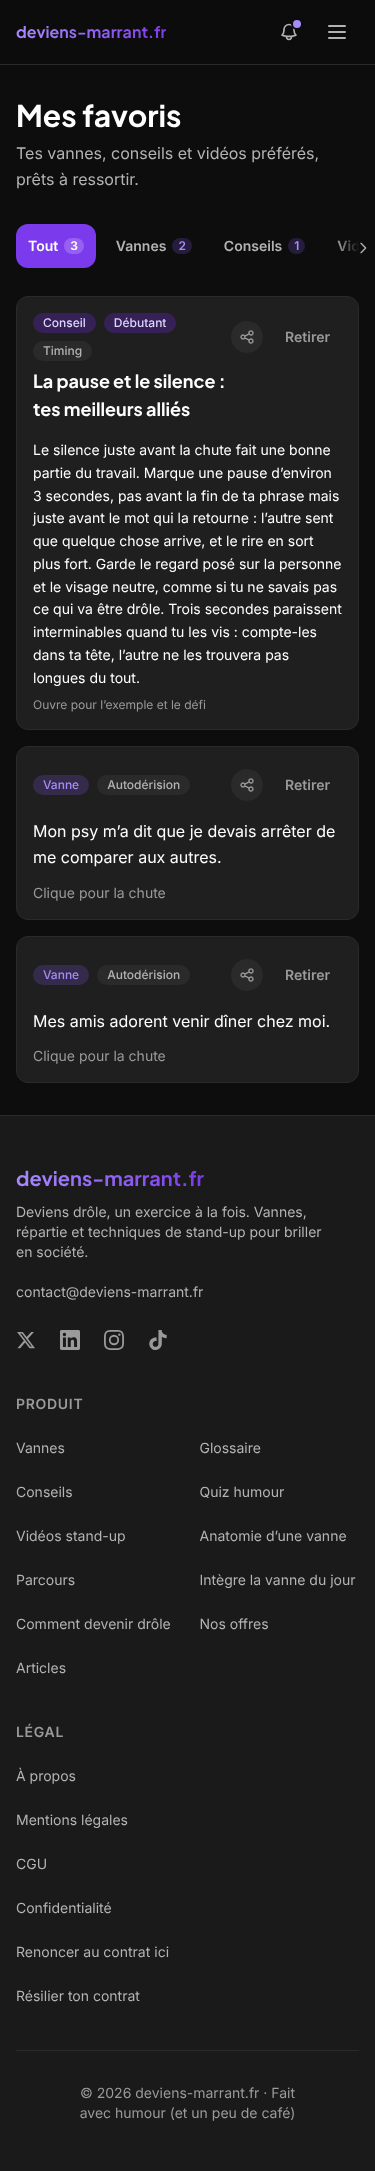 deviens-marrant.fr
Mes favoris
Tes vannes, conseils et vidéos préférés,
prêts à ressortir.
Tout 3 Vannes 2 Conseils 1
Conseil Débutant
Timing
Retirer
La pause et le silence :
tes meilleurs alliés
Le silence juste avant la chute fait une bonne
partie du travail. Marque une pause d’environ
3 secondes, pas avant la fin de ta phrase mais
juste avant le mot qui la retourne : l’autre sent
que quelque chose arrive, et le rire en sort
plus fort. Garde le regard posé sur la personne
et le visage neutre, comme si tu ne savais pas
ce qui va être drôle. Trois secondes paraissent
interminables quand tu les vis : compte-les
dans ta tête, l’autre ne les trouvera pas
longues du tout.
Ouvre pour l’exemple et le défi
Vanne Autodérision Retirer
Mon psy m’a dit que je devais arrêter de
me comparer aux autres.
Clique pour la chute
Vanne Autodérision Retirer
Mes amis adorent venir dîner chez moi.
Clique pour la chute
deviens-marrant.fr
Deviens drôle, un exercice à la fois. Vannes,
répartie et techniques de stand-up pour briller
en société.
contact@deviens-marrant.fr
PRODUIT
Vannes Glossaire
Conseils Quiz humour
Vidéos stand-up Anatomie d’une vanne
Parcours Intègre la vanne du jour
Comment devenir drôle Nos offres
Articles
LÉGAL
À propos
Mentions légales
CGU
Confidentialité
Renoncer au contrat ici
Résilier ton contrat
© 2026 deviens-marrant.fr · Fait
avec humour (et un peu de café)